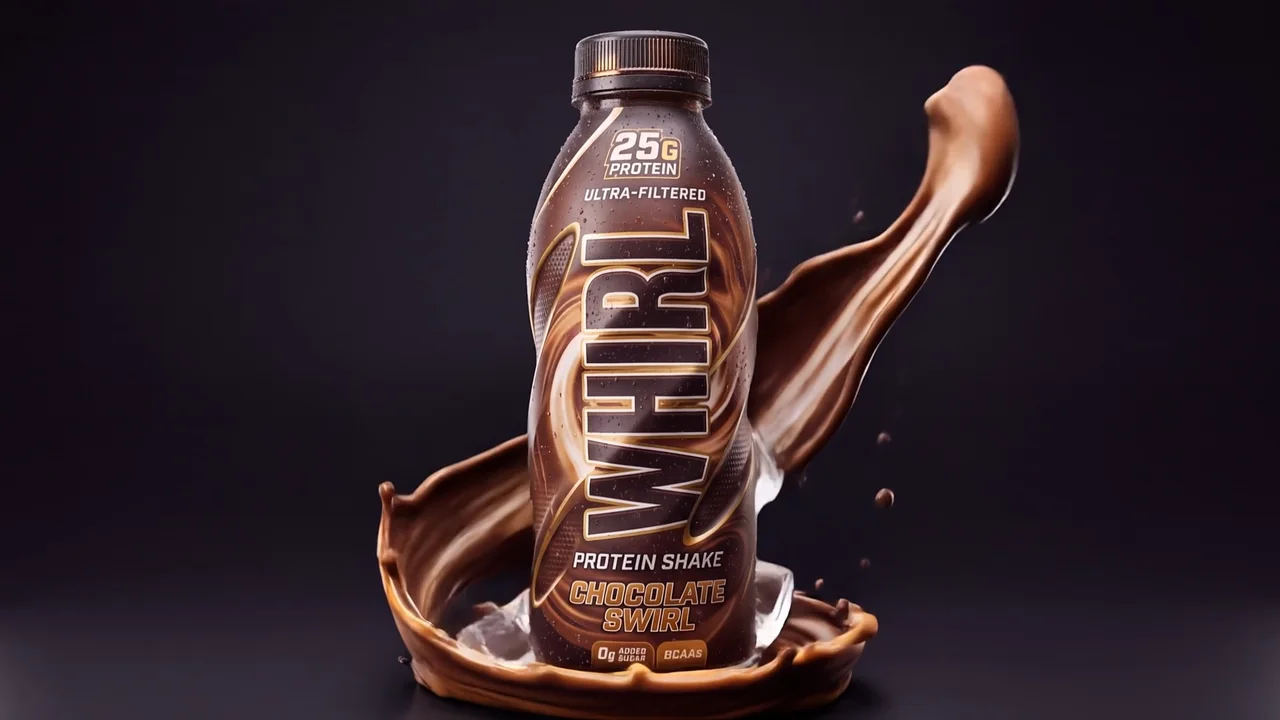 25G
PROTEIN
ULTRA-FILTERED
WHIRL
PROTEIN SHAKE
CHOCOLATE
SWIRL
0g ADDED
SUGAR
BCAAS